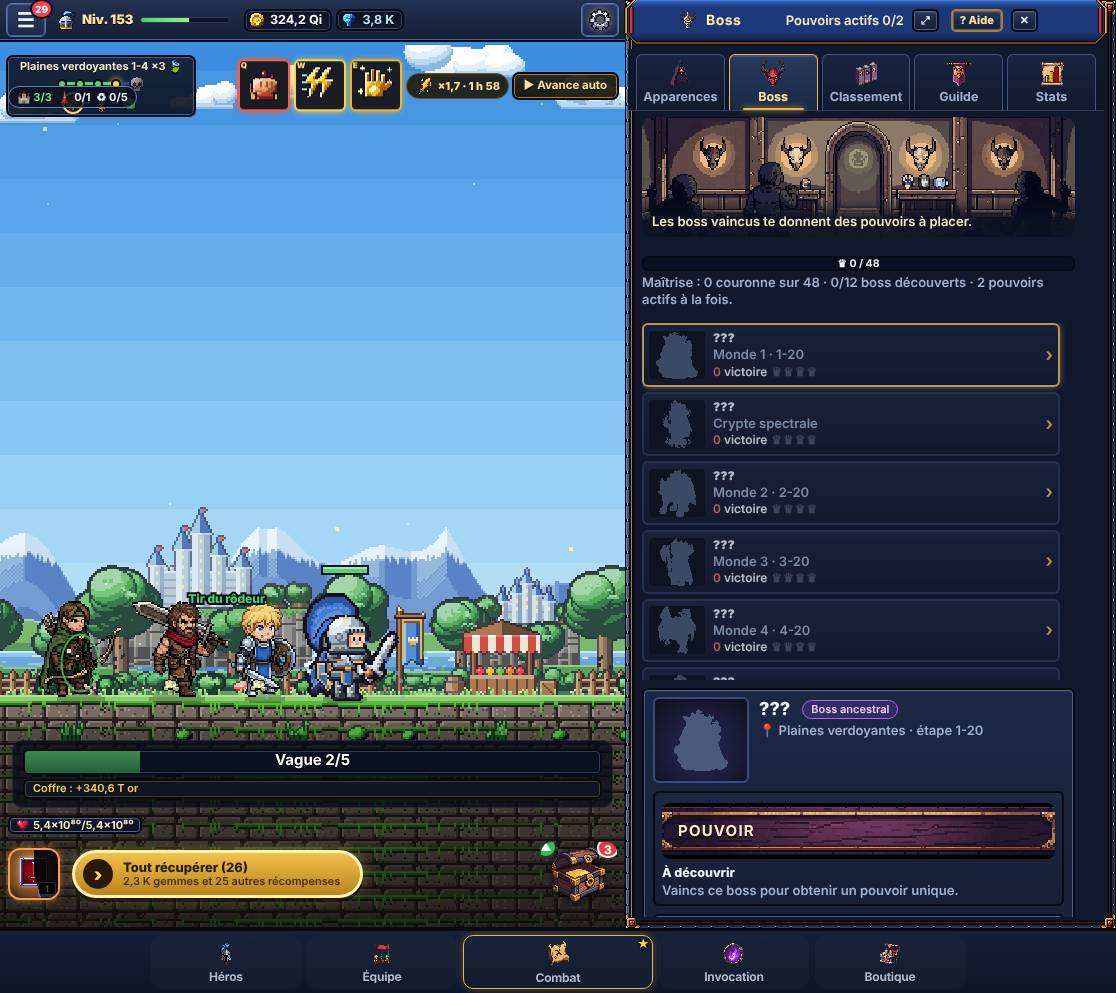 29
Niv. 153
324,2 Qi
3,8 K
Boss
Pouvoirs actifs 0/2
? Aide
Plaines verdoyantes 1-4 ×3
3/3
0/1
0/5
Q
W
E
×1,7 · 1 h 58
Avance auto
Apparences
Boss
Classement
Guilde
Stats
Les boss vaincus te donnent des pouvoirs à placer.
0 / 48
Maîtrise : 0 couronne sur 48 · 0/12 boss découverts · 2 pouvoirs
actifs à la fois.
???
Monde 1 · 1-20
0 victoire
???
Crypte spectrale
0 victoire
???
Monde 2 · 2-20
0 victoire
???
Monde 3 · 3-20
0 victoire
???
Monde 4 · 4-20
0 victoire
???
??? Boss ancestral
Plaines verdoyantes · étape 1-20
POUVOIR
À découvrir
Vaincs ce boss pour obtenir un pouvoir unique.
Tir du rôdeur
Vague 2/5
Coffre : +340,6 T or
5,4×10⁸⁰/5,4×10⁸⁰
1
Tout récupérer (26)
2,3 K gemmes et 25 autres récompenses
3
Héros
Équipe
Combat
Invocation
Boutique